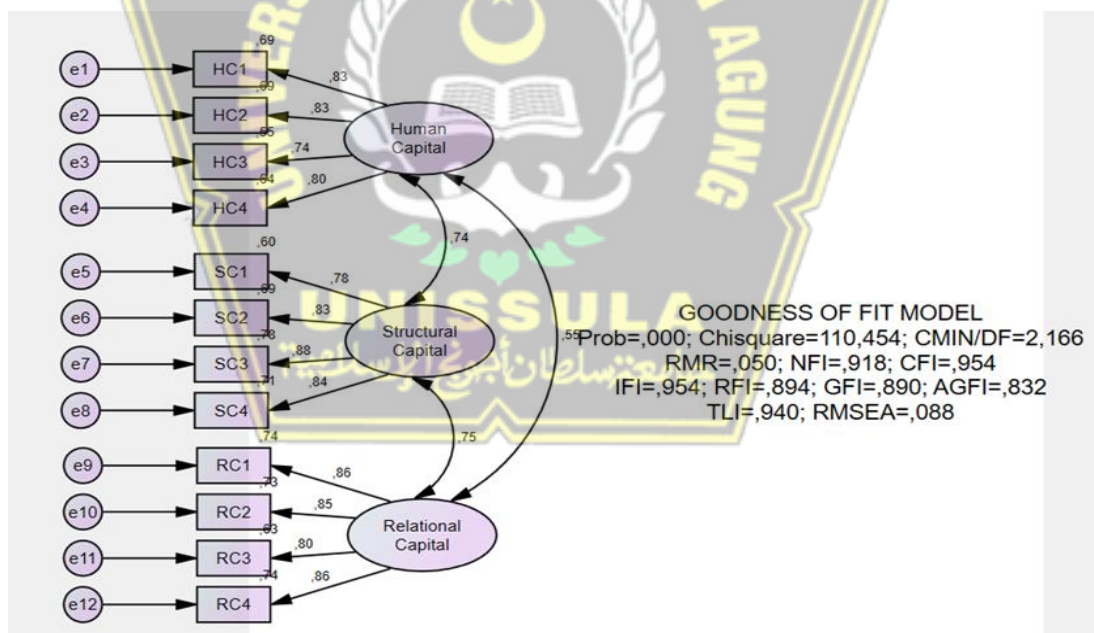 UNIVERS
A AGUNG
UNISSULA
e1
HC1
,69
,83
e2
HC2
,69
,83
Human
Capital
e3
HC3
,55
,74
e4
HC4
,64
,80
,74
e5
SC1
,60
,78
e6
SC2
,69
,83
Structural
Capital
e7
SC3
,78
,88
e8
SC4
,71
,84
,55
,75
e9
RC1
,74
,86
e10
RC2
,73
,85
Relational
Capital
e11
RC3
,63
,80
e12
RC4
,74
,86
GOODNESS OF FIT MODEL
Prob=,000; Chisquare=110,454; CMIN/DF=2,166
RMR=,050; NFI=,918; CFI=,954
IFI=,954; RFI=,894; GFI=,890; AGFI=,832
TLI=,940; RMSEA=,088